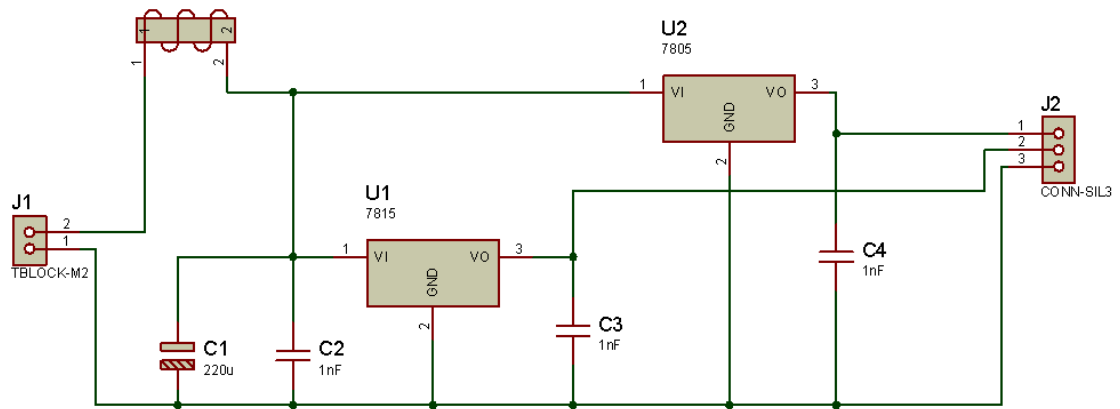 1 2
1 2
U2
7805
1 VI VO 3
GND
2
J2
1
2
3
CONN-SIL3
J1
2
1
TBLOCK-M2
U1
7815
1 VI VO 3
GND
2
C4
1nF
C1
220u
C2
1nF
C3
1nF